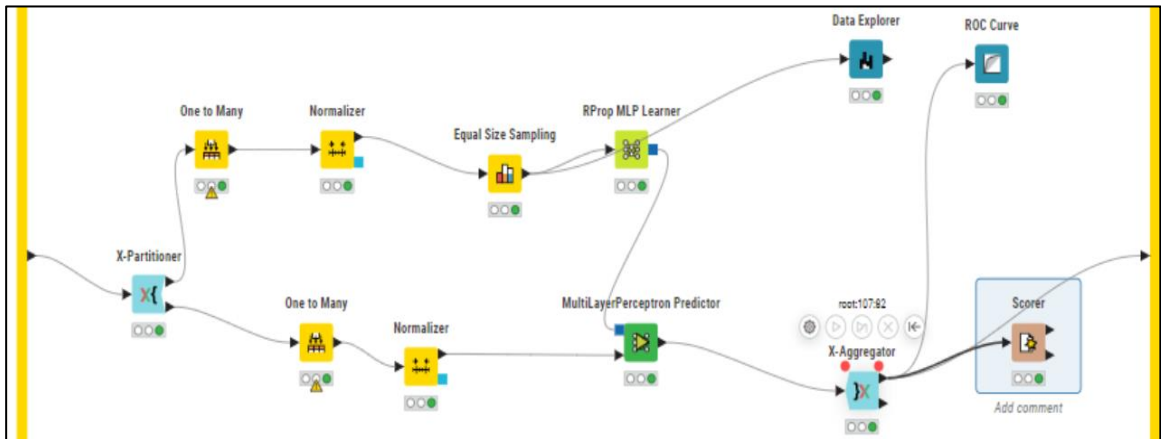 Data Explorer
ROC Curve
One to Many
Normalizer
Equal Size Sampling
RProp MLP Learner
X-Partitioner
One to Many
Normalizer
MultiLayerPerceptron Predictor
root:107:92
X-Aggregator
Scorer
Add comment